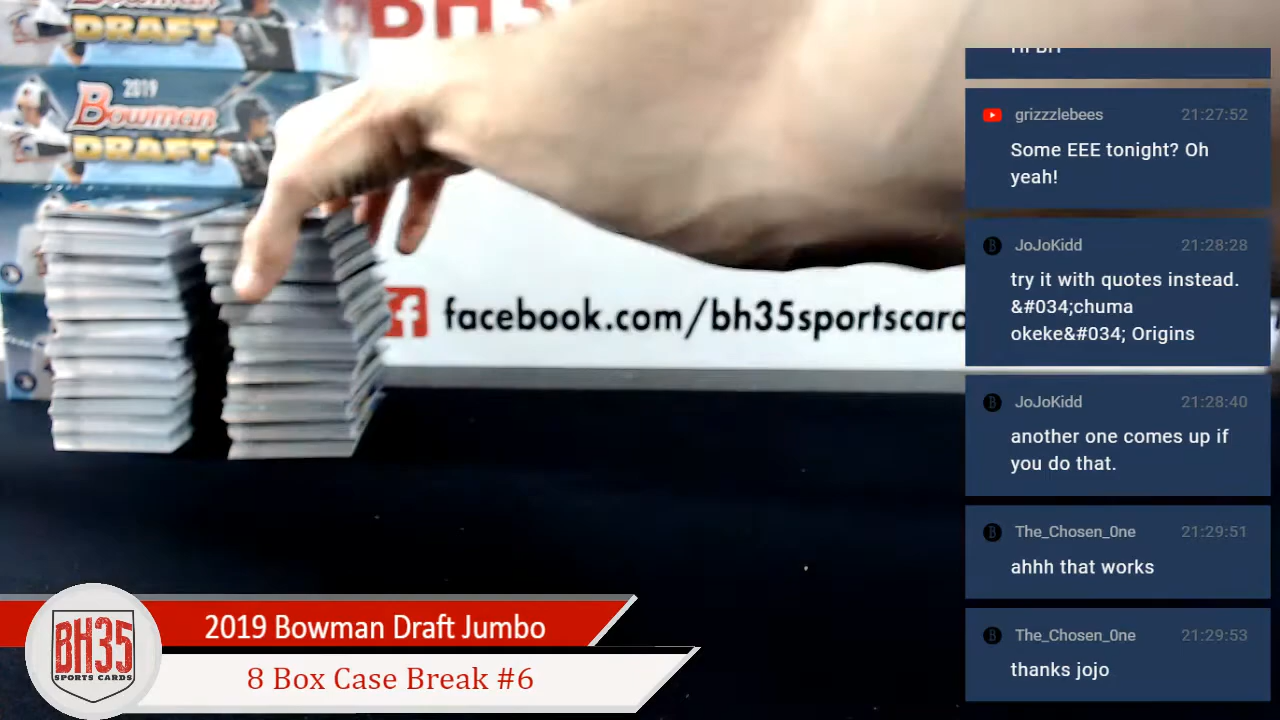 Bowman
DRAFT
BH35
2019
Bowman
DRAFT
facebook.com/bh35sportscard
HI BH
grizzzlebees 21:27:52
Some EEE tonight? Oh
yeah!
JoJoKidd 21:28:28
try it with quotes instead.
&#034;chuma
okeke&#034; Origins
JoJoKidd 21:28:40
another one comes up if
you do that.
The_Chosen_0ne 21:29:51
ahhh that works
The_Chosen_0ne 21:29:53
thanks jojo
BH35
SPORTS CARDS
2019 Bowman Draft Jumbo
8 Box Case Break #6